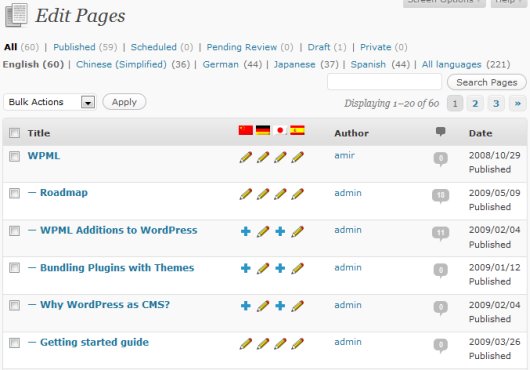 Screen Options Help
Edit Pages
All (60) | Published (59) | Scheduled (0) | Pending Review (0) | Draft (1) | Private (0)
English (60) | Chinese (Simplified) (36) | German (44) | Japanese (37) | Spanish (44) | All languages (221)
Search Pages
Bulk Actions Apply Displaying 1–20 of 60 1 2 3 »
Title Author Date
WPML amir 0 2008/10/29
Published
— Roadmap admin 18 2009/05/09
Published
— WPML Additions to WordPress admin 11 2009/02/04
Published
— Bundling Plugins with Themes admin 0 2009/01/12
Published
— Why WordPress as CMS? admin 0 2009/02/04
Published
— Getting started guide admin 0 2009/03/26
Published